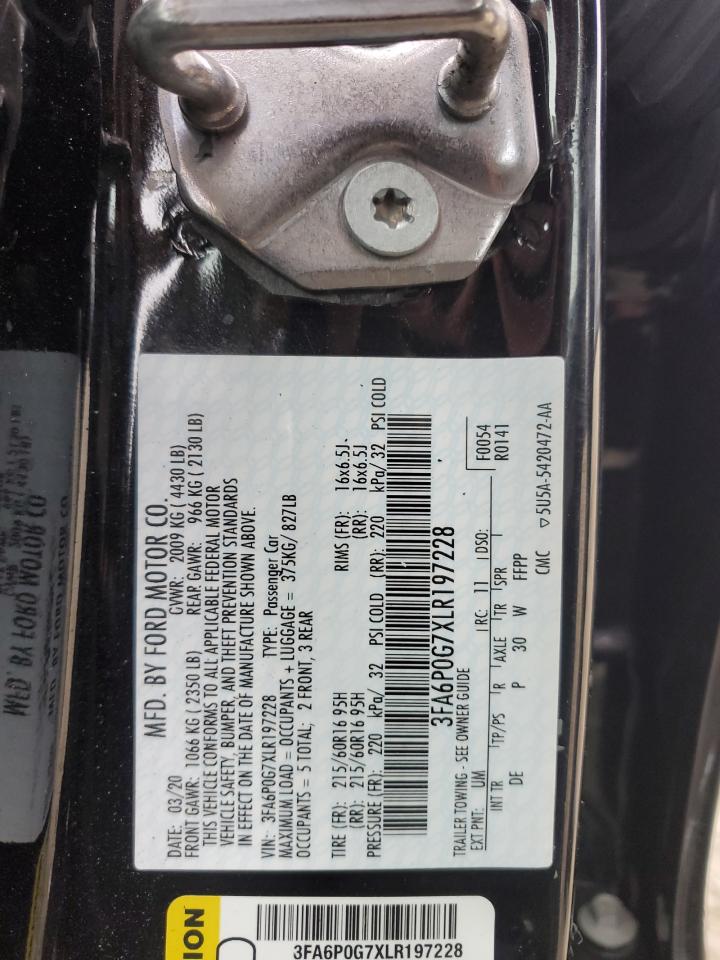 MFD. BY FORD MOTOR CO.
DATE: 03/20 GVWR: 2009 KG ( 4430 LB)
FRONT GAWR: 1066 KG ( 2350 LB) REAR GAWR: 966 KG ( 2130 LB)
THIS VEHICLE CONFORMS TO ALL APPLICABLE FEDERAL MOTOR
VEHICLE SAFETY, BUMPER, AND THEFT PREVENTION STANDARDS
IN EFFECT ON THE DATE OF MANUFACTURE SHOWN ABOVE.
VIN: 3FA6P0G7XLR197228 TYPE: Passenger Car
MAXIMUM LOAD = OCCUPANTS + LUGGAGE = 375KG/ 827LB
OCCUPANTS = 5 TOTAL; 2 FRONT, 3 REAR
TIRE (FR): 215/60R16 95H RIMS (FR): 16x6.5J-
(RR): 215/60R16 95H (RR): 16x6.5J
PRESSURE (FR): 220 kPa/ 32 PSI COLD (RR): 220 kPa/ 32 PSI COLD
3FA6P0G7XLR197228
TRAILER TOWING - SEE OWNER GUIDE
F0054
R0141
EXT PNT: UM RC: 11 DSO:
INT TR TP/PS R AXLE TR SPR
DE P 30 W FFPP
CMC ▽5U5A-5420472-AA
ION
3FA6P0G7XLR197228